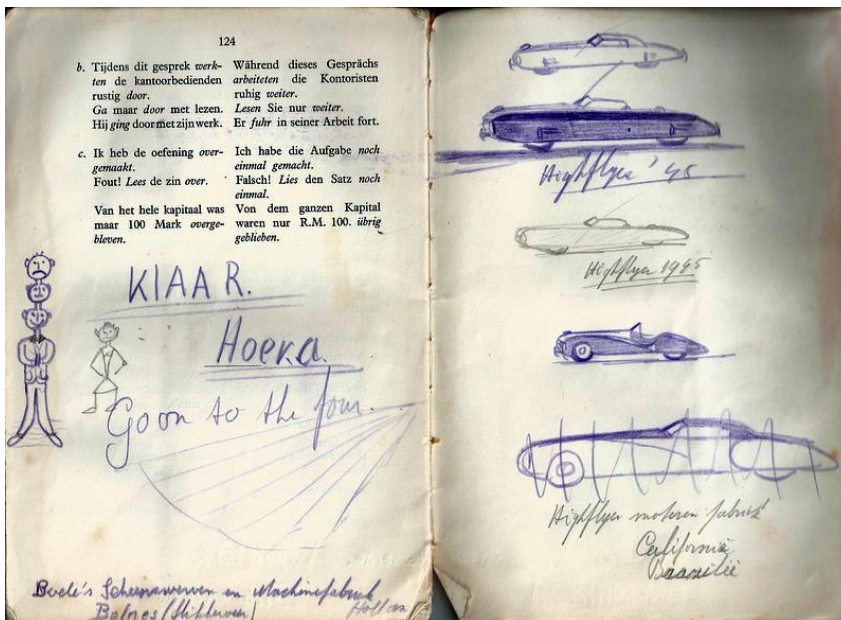 124
b. Tijdens dit gesprek werk-
ten de kantoorbedienden
rustig door.
Ga maar door met lezen.
Hij ging door met zijn werk.
Während dieses Gesprächs
arbeiteten die Kontoristen
ruhig weiter.
Lesen Sie nur weiter.
Er fuhr in seiner Arbeit fort.
c. Ik heb de oefening over-
gemaakt.
Fout! Lees de zin over.
Ich habe die Aufgabe noch
einmal gemacht.
Falsch! Lies den Satz noch
einmal.
Van het hele kapitaal was
maar 100 Mark overge-
bleven.
Von dem ganzen Kapital
waren nur R.M. 100. übrig
geblieben.
KlAAR.
Hoera.
Go on to the four.
Boele's Scheepswerven en Machinefabriek
Bolnes/Slikkerveer/ Holland
Highflyer '45
Highflyer 1945
Highflyer motoren fabriek
California